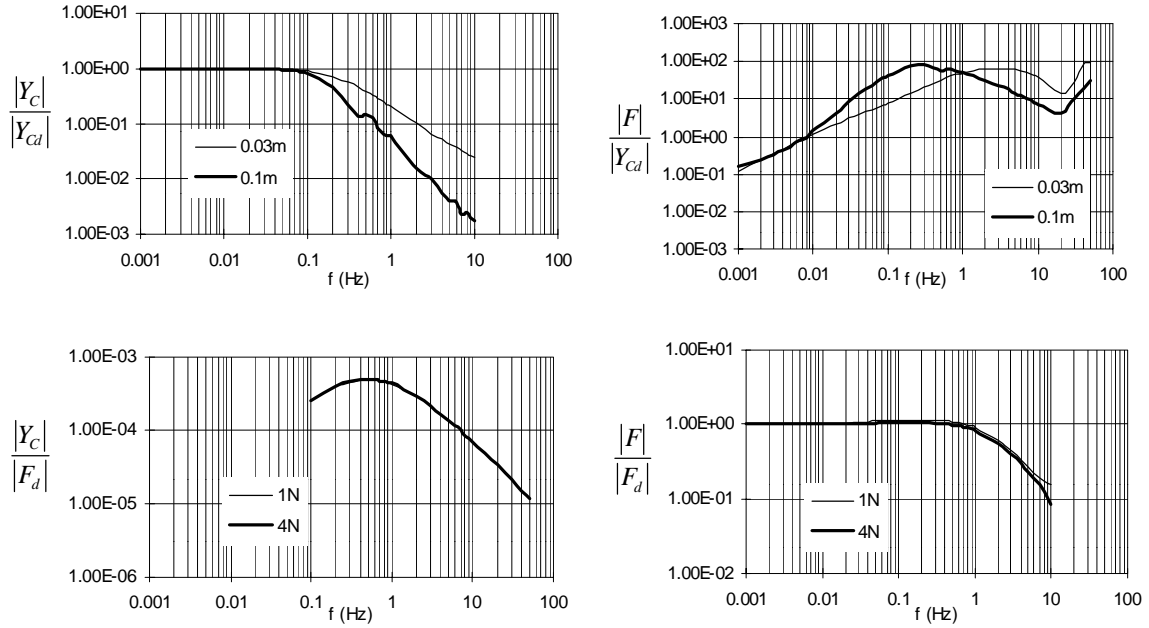 |Y_C|
|Y_Cd|
1.00E+01
1.00E+00
1.00E-01
1.00E-02
1.00E-03
0.03m
0.1m
0.001 0.01 0.1 1 10 100
f (Hz)
|F|
|Y_Cd|
1.00E+03
1.00E+02
1.00E+01
1.00E+00
1.00E-01
1.00E-02
1.00E-03
0.03m
0.1m
0.001 0.01 0.1 1 10 100
f (Hz)
|Y_C|
|F_d|
1.00E-03
1.00E-04
1.00E-05
1.00E-06
1N
4N
0.001 0.01 0.1 1 10 100
f (Hz)
|F|
|F_d|
1.00E+01
1.00E+00
1.00E-01
1.00E-02
1N
4N
0.001 0.01 0.1 1 10 100
f (Hz)